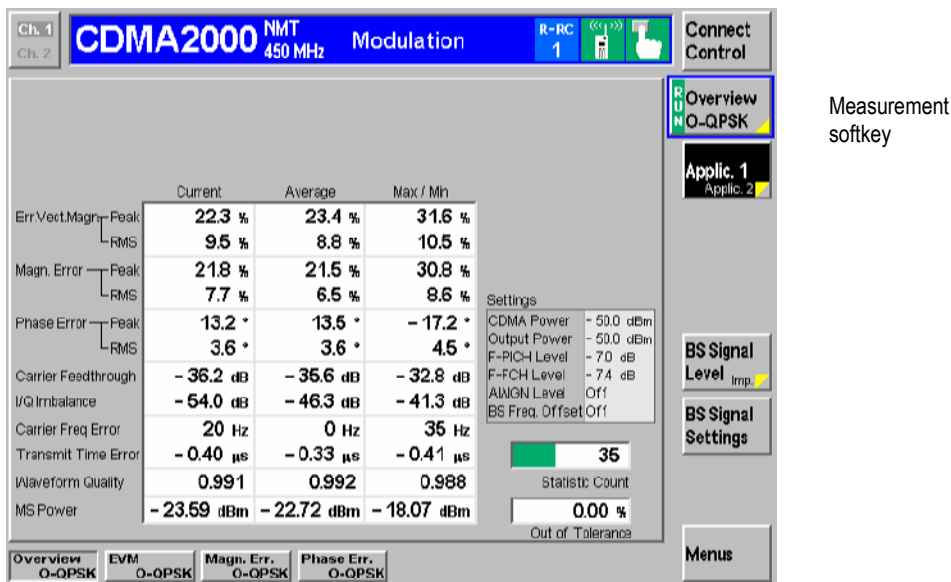 Ch. 1
Ch. 2
CDMA2000 NMT 450 MHz Modulation
R-RC
1
Connect
Control
RUN
Overview
O-QPSK
Measurement
softkey
Applic. 1
Applic. 2
Current Average Max / Min
Err.Vect.Magn. Peak 22.3 % 23.4 % 31.6 %
RMS 9.5 % 8.8 % 10.5 %
Magn. Error Peak 21.8 % 21.5 % 30.8 %
RMS 7.7 % 6.5 % 8.6 %
Phase Error Peak 13.2 ° 13.5 ° - 17.2 °
RMS 3.6 ° 3.6 ° 4.5 °
Carrier Feedthrough - 36.2 dB - 35.6 dB - 32.8 dB
I/Q Imbalance - 54.0 dB - 46.3 dB - 41.3 dB
Carrier Freq Error 20 Hz 0 Hz 35 Hz
Transmit Time Error - 0.40 µs - 0.33 µs - 0.41 µs
Waveform Quality 0.991 0.992 0.988
MS Power - 23.59 dBm - 22.72 dBm - 18.07 dBm
Settings
CDMA Power - 50.0 dBm
Output Power - 50.0 dBm
F-PICH Level - 7.0 dB
F-FCH Level - 7.4 dB
AWGN Level Off
BS Freq. Offset Off
35
Statistic Count
0.00 %
Out of Tolerance
BS Signal
Level Imp.
BS Signal
Settings
Menus
Overview
O-QPSK
EVM
O-QPSK
Magn. Err.
O-QPSK
Phase Err.
O-QPSK